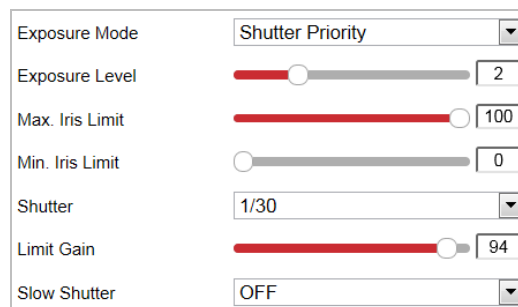 Exposure Mode Shutter Priority
Exposure Level 2
Max. Iris Limit 100
Min. Iris Limit 0
Shutter 1/30
Limit Gain 94
Slow Shutter OFF